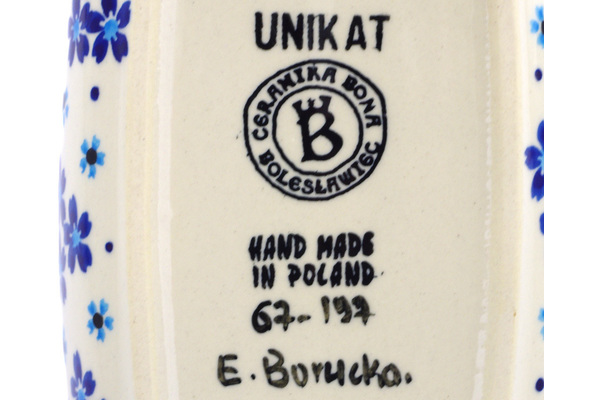 UNIKAT
CERAMIKA BONA
B
BOLESŁAWIEC
HAND MADE
IN POLAND
67-197
E. Borucka.